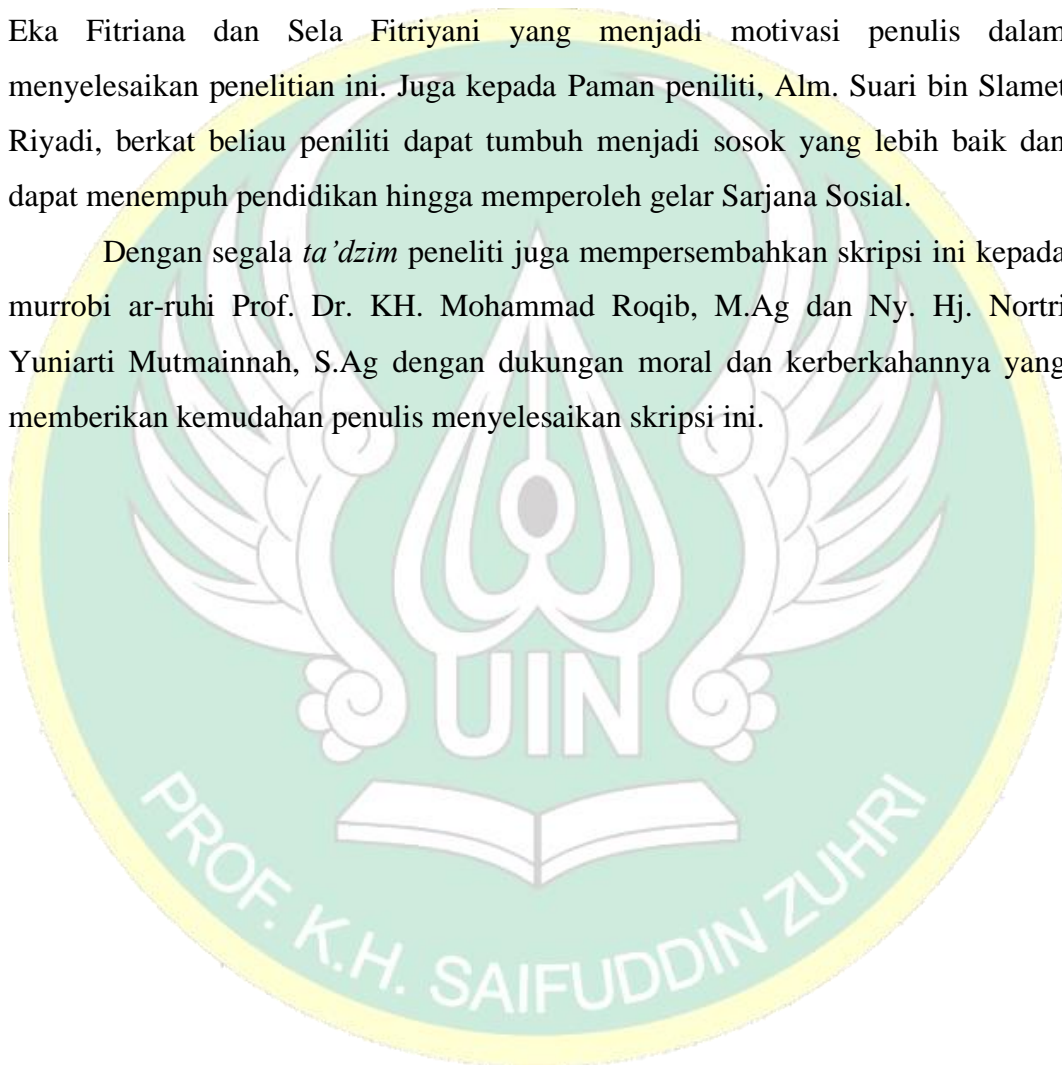 Eka Fitriana dan Sela Fitriyani yang menjadi motivasi penulis dalam
menyelesaikan penelitian ini. Juga kepada Paman peniliti, Alm. Suari bin Slamet
Riyadi, berkat beliau peniliti dapat tumbuh menjadi sosok yang lebih baik dan
dapat menempuh pendidikan hingga memperoleh gelar Sarjana Sosial.
Dengan segala ta’dzim peneliti juga mempersembahkan skripsi ini kepada
murrobi ar-ruhi Prof. Dr. KH. Mohammad Roqib, M.Ag dan Ny. Hj. Nortri
Yuniarti Mutmainnah, S.Ag dengan dukungan moral dan kerberkahannya yang
memberikan kemudahan penulis menyelesaikan skripsi ini.
UIN
PROF. K.H. SAIFUDDIN ZUHRI